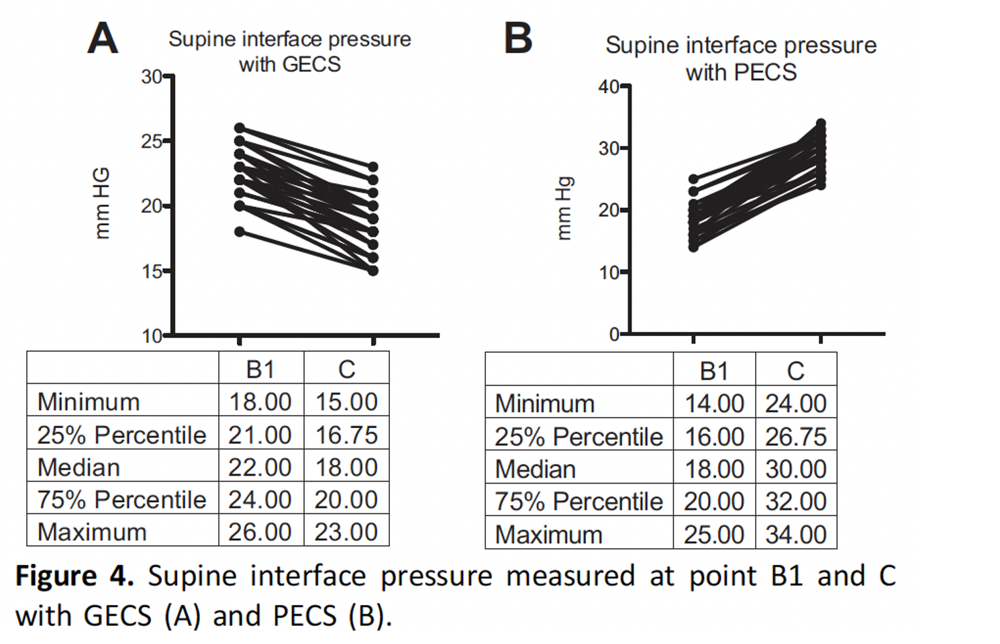 A
Supine interface pressure
with GECS
30
25
20
15
10
mm HG
B1 C
Minimum 18.00 15.00
25% Percentile 21.00 16.75
Median 22.00 18.00
75% Percentile 24.00 20.00
Maximum 26.00 23.00
B
Supine interface pressure
with PECS
40
30
20
10
0
mm Hg
B1 C
Minimum 14.00 24.00
25% Percentile 16.00 26.75
Median 18.00 30.00
75% Percentile 20.00 32.00
Maximum 25.00 34.00
Figure 4. Supine interface pressure measured at point B1 and C
with GECS (A) and PECS (B).